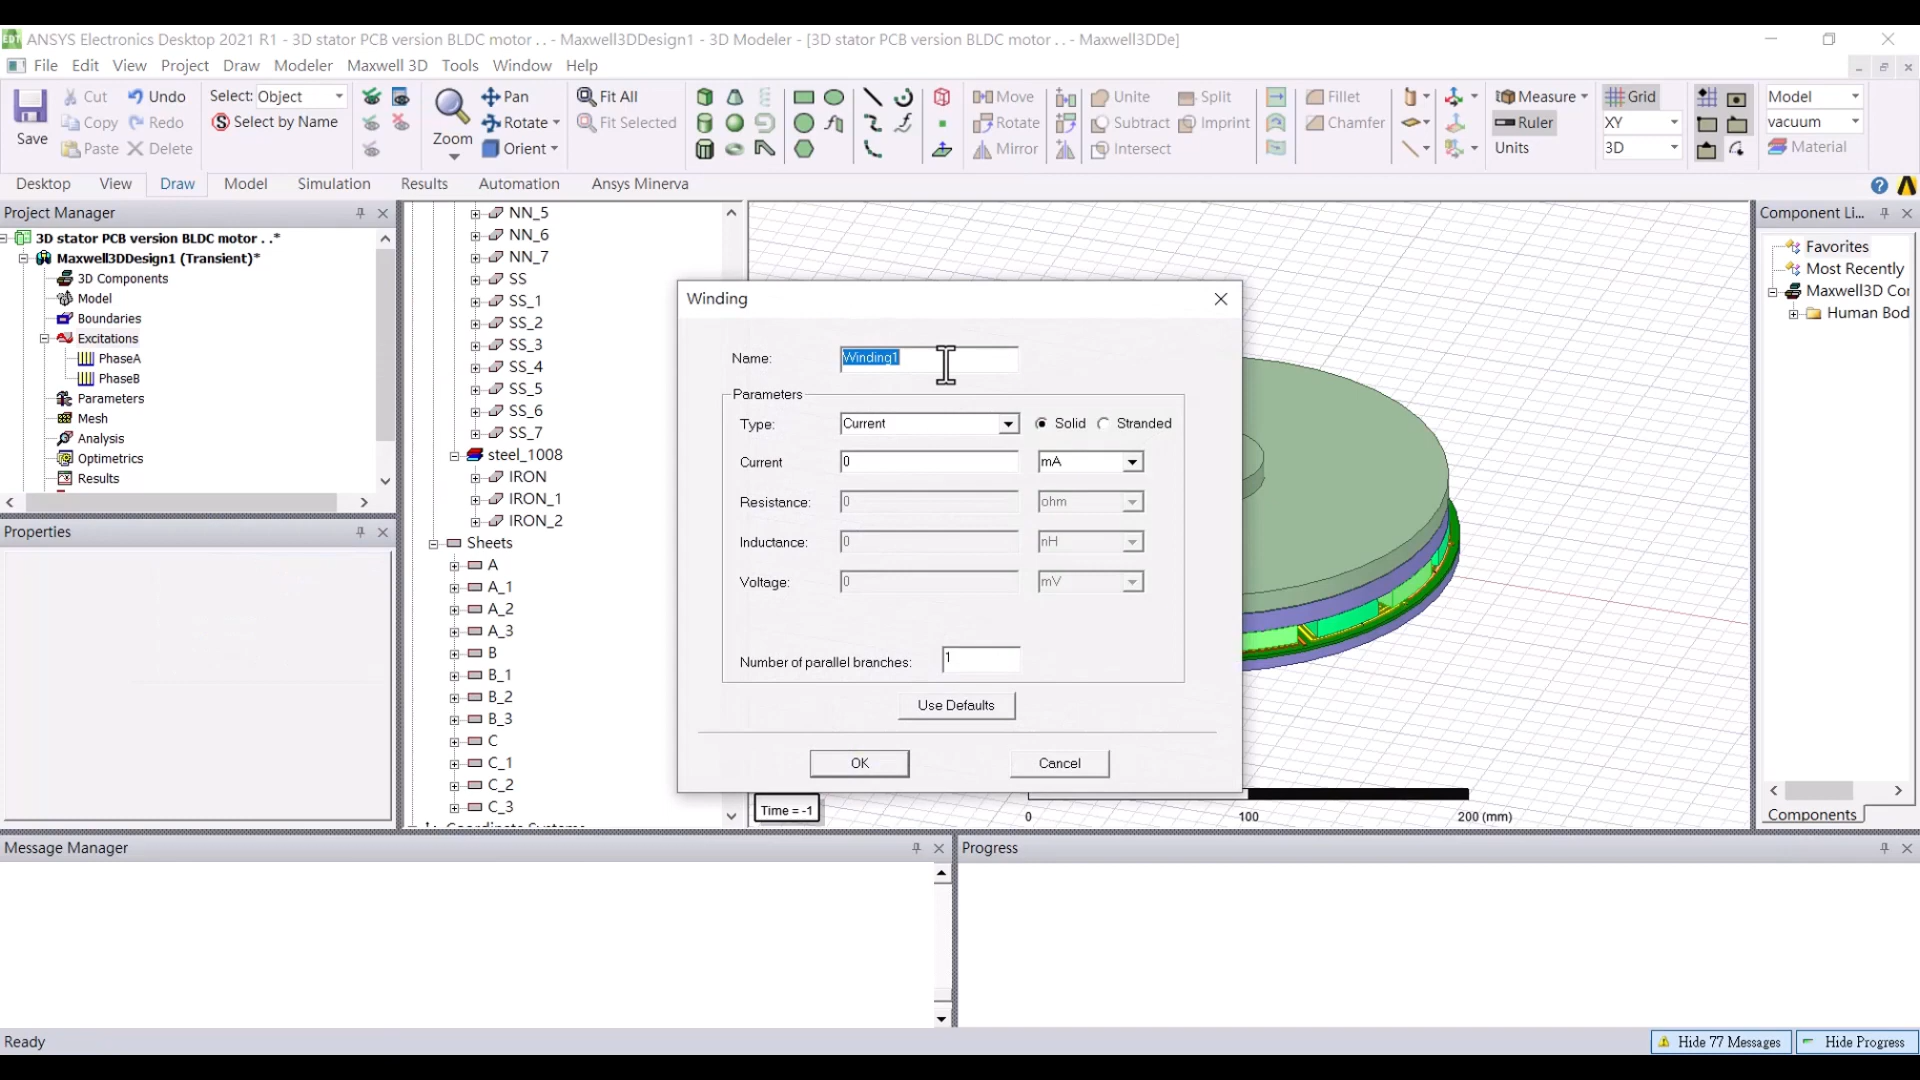 ANSYS Electronics Desktop 2021 R1 - 3D stator PCB version BLDC motor . . - Maxwell3DDesign1 - 3D Modeler - [3D stator PCB version BLDC motor . . - Maxwell3DDe]
File Edit View Project Draw Modeler Maxwell 3D Tools Window Help
Save
Cut
Copy
Paste
Undo
Redo
Delete
Select: Object
Select by Name
Zoom
Pan
Rotate
Orient
Fit All
Fit Selected
Move
Rotate
Mirror
Unite
Subtract
Intersect
Split
Imprint
Fillet
Chamfer
Measure
Ruler
Units
Grid
XY
3D
Model
vacuum
Material
Desktop View Draw Model Simulation Results Automation Ansys Minerva
Project Manager
3D stator PCB version BLDC motor . .*
Maxwell3DDesign1 (Transient)*
3D Components
Model
Boundaries
Excitations
PhaseA
PhaseB
Parameters
Mesh
Analysis
Optimetrics
Results
Properties
NN_5
NN_6
NN_7
SS
SS_1
SS_2
SS_3
SS_4
SS_5
SS_6
SS_7
steel_1008
IRON
IRON_1
IRON_2
Sheets
A
A_1
A_2
A_3
B
B_1
B_2
B_3
C
C_1
C_2
C_3
Winding
Name: Winding1
Parameters
Type: Current Solid Stranded
Current 0 mA
Resistance: 0 ohm
Inductance: 0 nH
Voltage: 0 mV
Number of parallel branches: 1
Use Defaults
OK Cancel
Time = -1
0 100 200 (mm)
Component Li...
Favorites
Most Recently
Maxwell3D Co
Human Bod
Components
Message Manager
Progress
Ready
Hide 77 Messages
Hide Progress